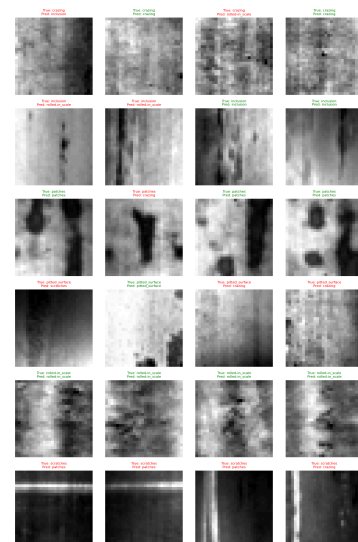 True: crazing
Pred: inclusion
True: crazing
Pred: crazing
True: crazing
Pred: rolled-in_scale
True: crazing
Pred: crazing
True: inclusion
Pred: rolled-in_scale
True: inclusion
Pred: rolled-in_scale
True: inclusion
Pred: inclusion
True: inclusion
Pred: inclusion
True: patches
Pred: patches
True: patches
Pred: crazing
True: patches
Pred: patches
True: patches
Pred: patches
True: pitted_surface
Pred: scratches
True: pitted_surface
Pred: pitted_surface
True: pitted_surface
Pred: crazing
True: pitted_surface
Pred: crazing
True: rolled-in_scale
Pred: rolled-in_scale
True: rolled-in_scale
Pred: rolled-in_scale
True: rolled-in_scale
Pred: rolled-in_scale
True: rolled-in_scale
Pred: rolled-in_scale
True: scratches
Pred: patches
True: scratches
Pred: patches
True: scratches
Pred: patches
True: scratches
Pred: crazing